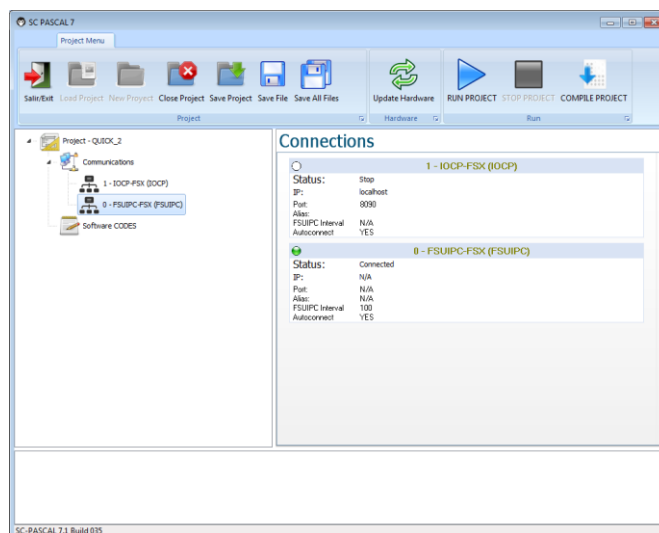 SC PASCAL 7
Project Menu
Salir/Exit Load Project New Proyect Close Project Save Project Save File Save All Files Update Hardware RUN PROJECT STOP PROJECT COMPILE PROJECT
Project Hardware Run
Project - QUICK_2
Communications
1 - IOCP-FSX (IOCP)
0 - FSUIPC-FSX (FSUIPC)
Software CODES
Connections
1 - IOCP-FSX (IOCP)
Status: Stop
IP: localhost
Port: 8090
Alias:
FSUIPC Interval N/A
Autoconnect YES
0 - FSUIPC-FSX (FSUIPC)
Status: Connected
IP: N/A
Port: N/A
Alias: N/A
FSUIPC Interval 100
Autoconnect YES
SC-PASCAL 7.1 Build 035